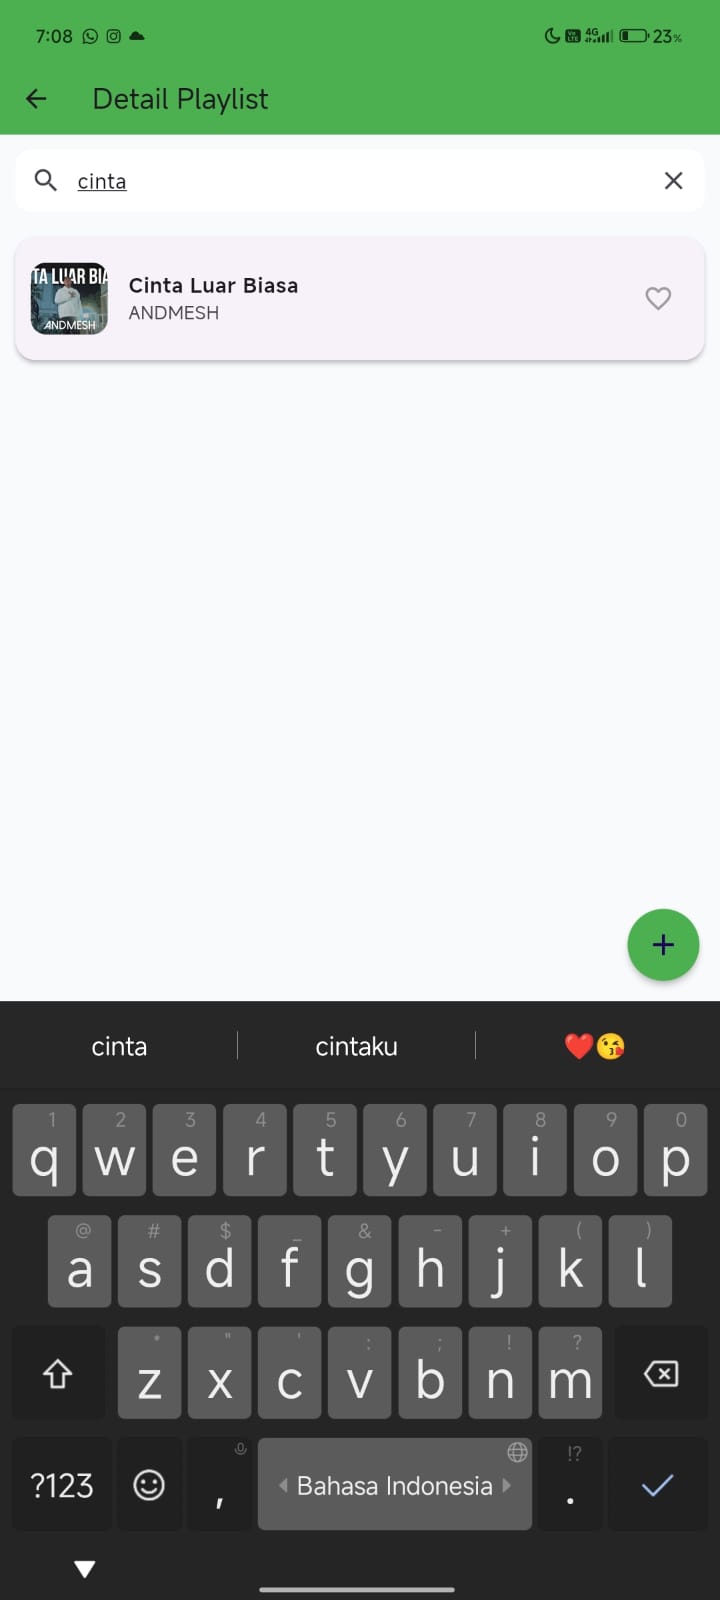 7:08
4G 23%
Detail Playlist
cinta
TA LUAR BIA
ANDMESH
Cinta Luar Biasa
ANDMESH
cinta cintaku ❤️😘
1 2 3 4 5 6 7 8 9 0
q w e r t y u i o p
@ # $ _ & - + ( )
a s d f g h j k l
* " ' : ; ! ?
z x c v b n m
!?
?123 , Bahasa Indonesia .